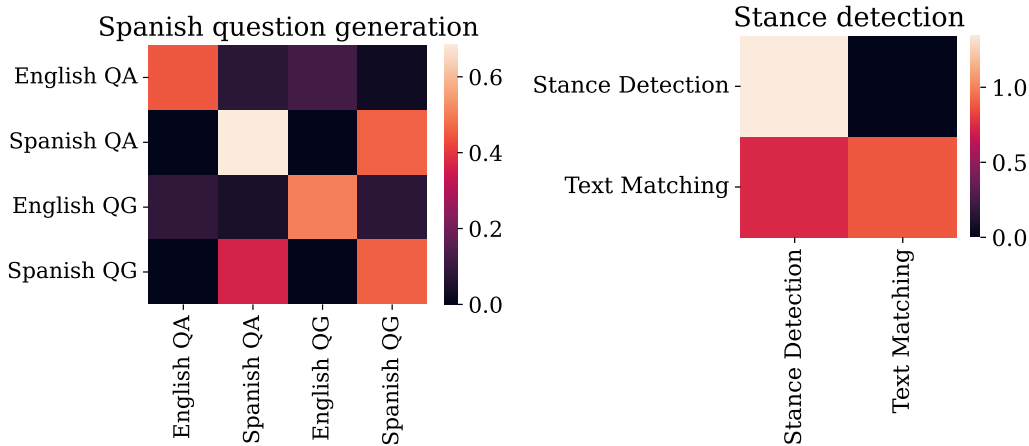 Spanish question generation
English QA
Spanish QA
English QG
Spanish QG
English QA
Spanish QA
English QG
Spanish QG
0.6
0.4
0.2
0.0
Stance detection
Stance Detection
Text Matching
Stance Detection
Text Matching
1.0
0.5
0.0